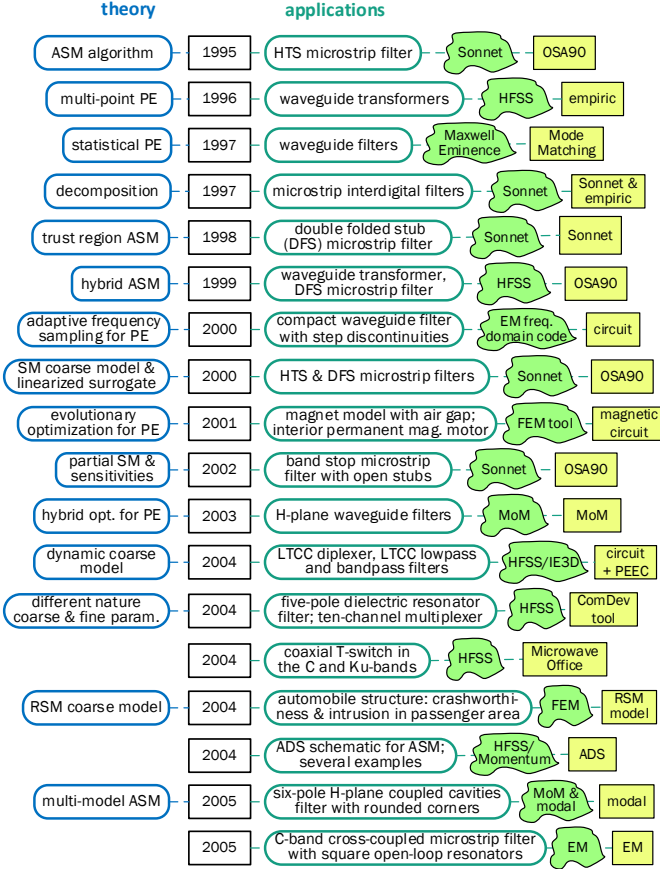 theory applications
ASM algorithm 1995 HTS microstrip filter Sonnet OSA90
multi-point PE 1996 waveguide transformers HFSS empiric
statistical PE 1997 waveguide filters Maxwell Eminence Mode Matching
decomposition 1997 microstrip interdigital filters Sonnet Sonnet & empiric
trust region ASM 1998 double folded stub (DFS) microstrip filter Sonnet Sonnet
hybrid ASM 1999 waveguide transformer, DFS microstrip filter HFSS OSA90
adaptive frequency sampling for PE 2000 compact waveguide filter with step discontinuities EM freq. domain code circuit
SM coarse model & linearized surrogate 2000 HTS & DFS microstrip filters Sonnet OSA90
evolutionary optimization for PE 2001 magnet model with air gap; interior permanent mag. motor FEM tool magnetic circuit
partial SM & sensitivities 2002 band stop microstrip filter with open stubs Sonnet OSA90
hybrid opt. for PE 2003 H-plane waveguide filters MoM MoM
dynamic coarse model 2004 LTCC diplexer, LTCC lowpass and bandpass filters HFSS/IE3D circuit + PEEC
different nature coarse & fine param. 2004 five-pole dielectric resonator filter; ten-channel multiplexer HFSS ComDev tool
2004 coaxial T-switch in the C and Ku-bands HFSS Microwave Office
RSM coarse model 2004 automobile structure: crashworthi-ness & intrusion in passenger area FEM RSM model
2004 ADS schematic for ASM; several examples HFSS/Momentum ADS
multi-model ASM 2005 six-pole H-plane coupled cavities filter with rounded corners MoM & modal modal
2005 C-band cross-coupled microstrip filter with square open-loop resonators EM EM